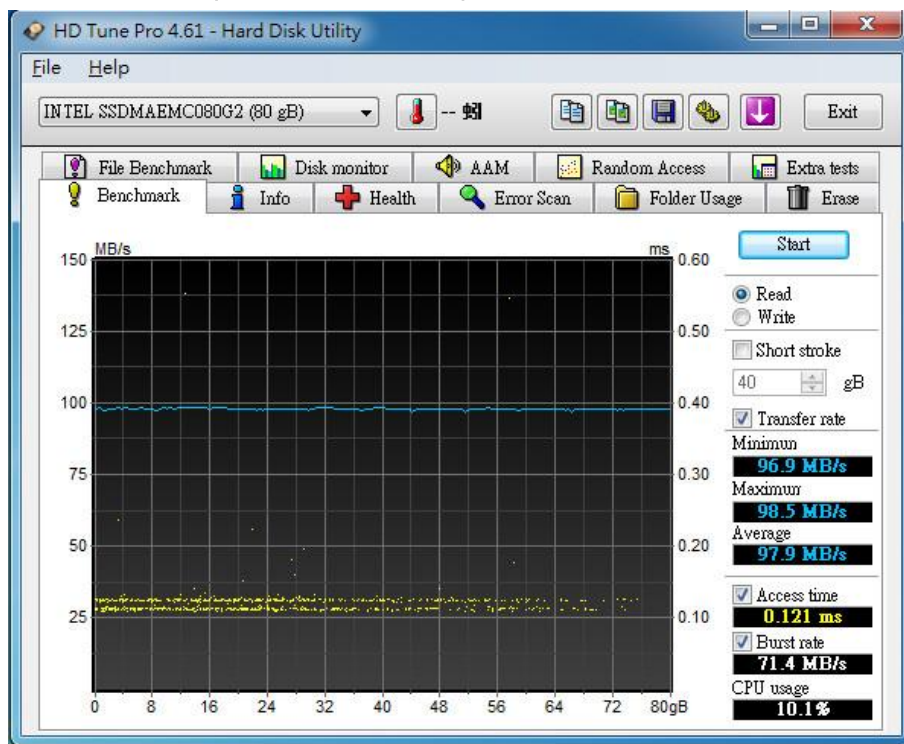 HD Tune Pro 4.61 - Hard Disk Utility
File Help
INTEL SSDMAEMC080G2 (80 gB)
-- 蚓
Exit
File Benchmark Disk monitor AAM Random Access Extra tests
Benchmark Info Health Error Scan Folder Usage Erase
MB/s ms
150 0.60
125 0.50
100 0.40
75 0.30
50 0.20
25 0.10
0 8 16 24 32 40 48 56 64 72 80gB
Start
Read
Write
Short stroke
40 gB
Transfer rate
Minimun
96.9 MB/s
Maximum
98.5 MB/s
Average
97.9 MB/s
Access time
0.121 ms
Burst rate
71.4 MB/s
CPU usage
10.1%